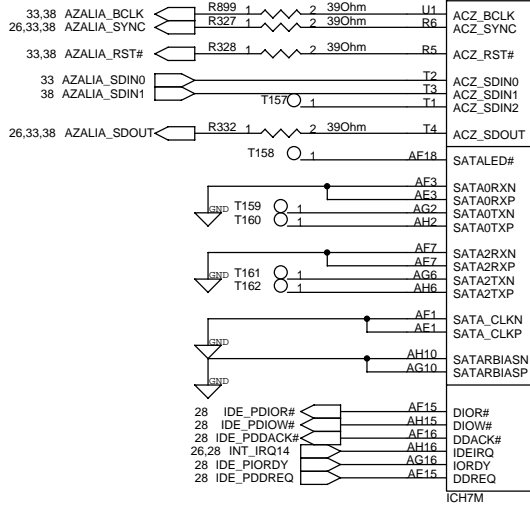 33,38 AZALIA_BCLK R899 1 2 39Ohm U1 ACZ_BCLK
26,33,38 AZALIA_SYNC R327 1 2 39Ohm R6 ACZ_SYNC
33,38 AZALIA_RST# R328 1 2 39Ohm R5 ACZ_RST#
33 AZALIA_SDIN0 T2 ACZ_SDIN0
38 AZALIA_SDIN1 T3 ACZ_SDIN1
T157 1 T1 ACZ_SDIN2
26,33,38 AZALIA_SDOUT R332 1 2 39Ohm T4 ACZ_SDOUT
T158 1 AF18 SATALED#
AF3 SATA0RXN
AE3 SATA0RXP
GND T159 1 AG2 SATA0TXN
T160 1 AH2 SATA0TXP
AF7 SATA2RXN
AE7 SATA2RXP
GND T161 1 AG6 SATA2TXN
T162 1 AH6 SATA2TXP
AF1 SATA_CLKN
AE1 SATA_CLKP
GND
AH10 SATARBIASN
AG10 SATARBIASP
GND
28 IDE_PDIOR# AF15 DIOR#
28 IDE_PDIOW# AH15 DIOW#
28 IDE_PDDACK# AF16 DDACK#
26,28 INT_IRQ14 AH16 IDEIRQ
28 IDE_PIORDY AG16 IORDY
28 IDE_PDDREQ AE15 DDREQ
ICH7M